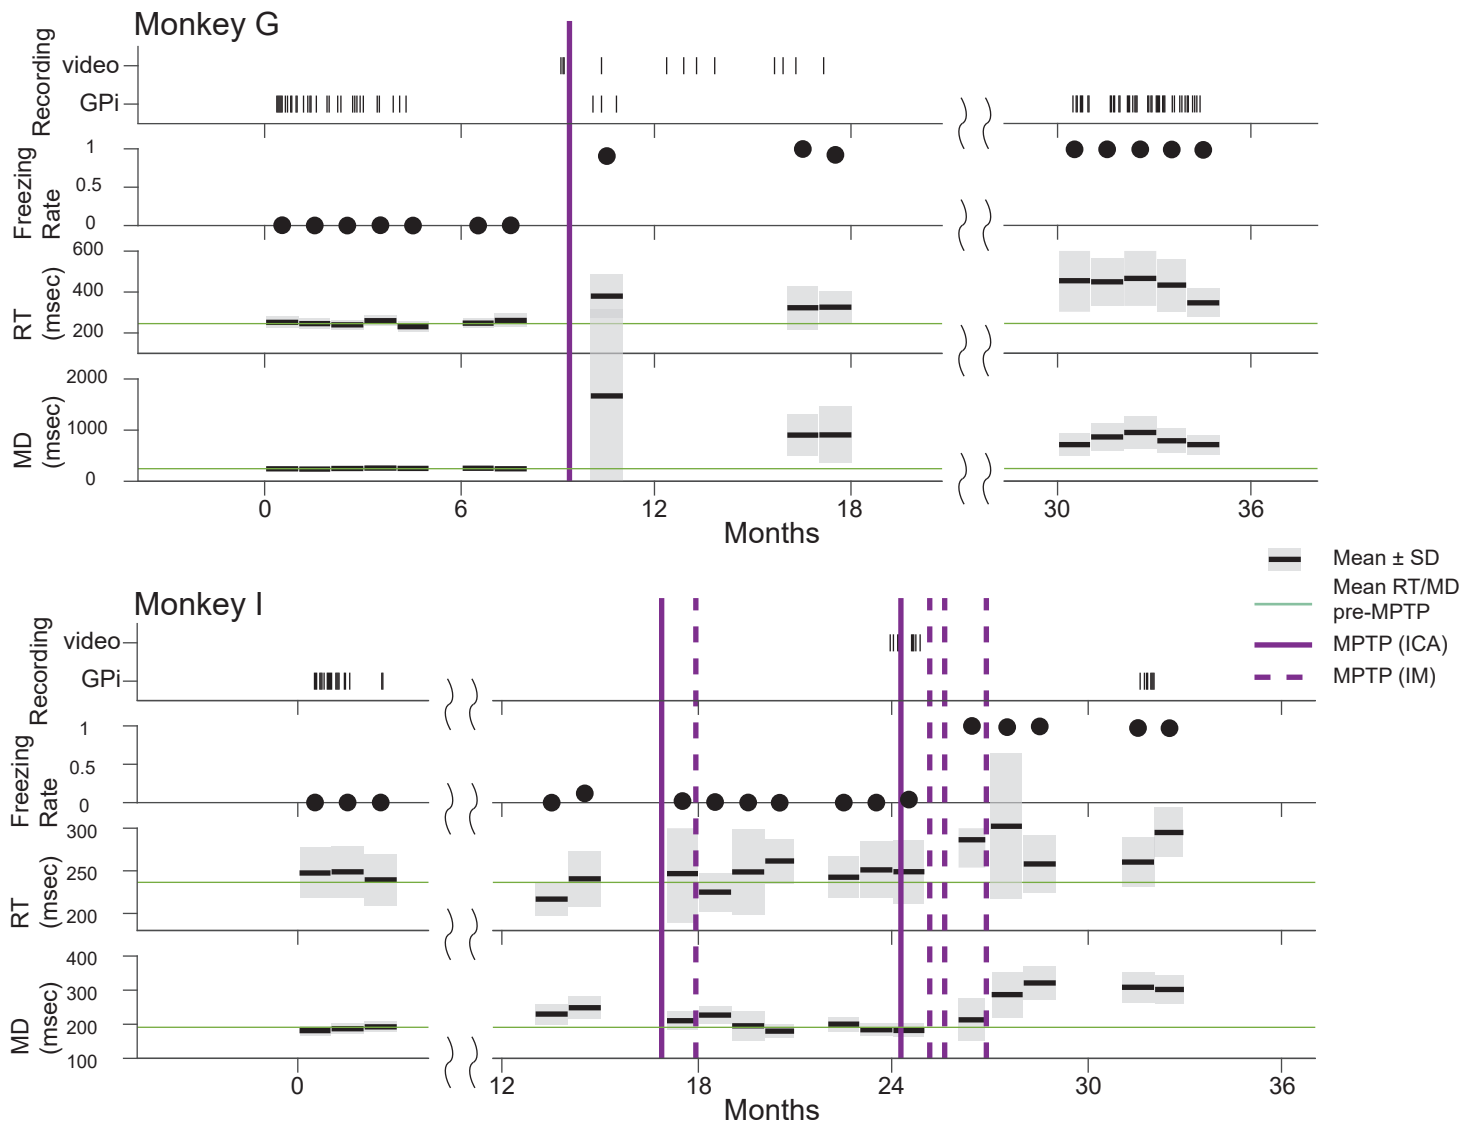 Monkey G
Recording
video
GPi
Freezing
Rate
1
0.5
0
RT
(msec)
600
400
200
MD
(msec)
2000
1000
0
0 6 12 18 30 36
Months
Mean ± SD
Mean RT/MD
pre-MPTP
MPTP (ICA)
MPTP (IM)
Monkey I
Recording
video
GPi
Freezing
Rate
1
0.5
0
RT
(msec)
300
250
200
MD
(msec)
400
300
200
100
0 12 18 24 30 36
Months